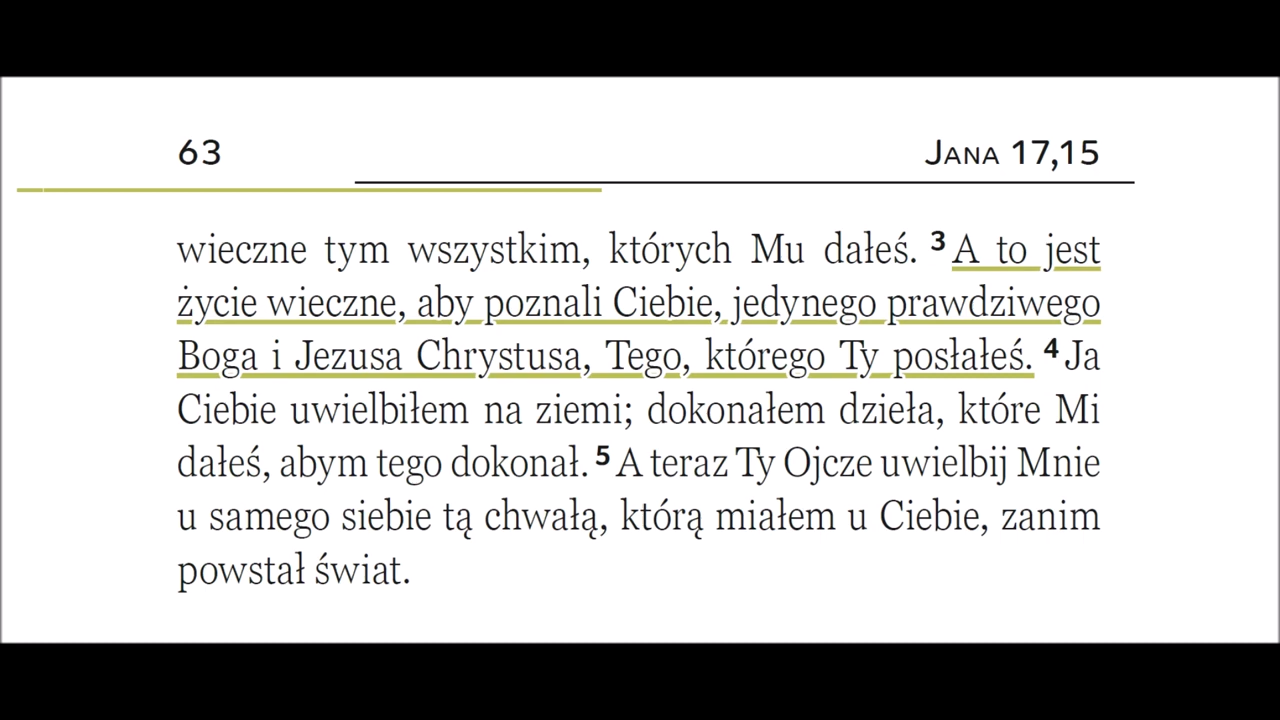 63 Jana 17,15
wieczne tym wszystkim, których Mu dałeś. 3 A to jest
życie wieczne, aby poznali Ciebie, jedynego prawdziwego
Boga i Jezusa Chrystusa, Tego, którego Ty posłałeś. 4 Ja
Ciebie uwielbiłem na ziemi; dokonałem dzieła, które Mi
dałeś, abym tego dokonał. 5 A teraz Ty Ojcze uwielbij Mnie
u samego siebie tą chwałą, którą miałem u Ciebie, zanim
powstał świat.